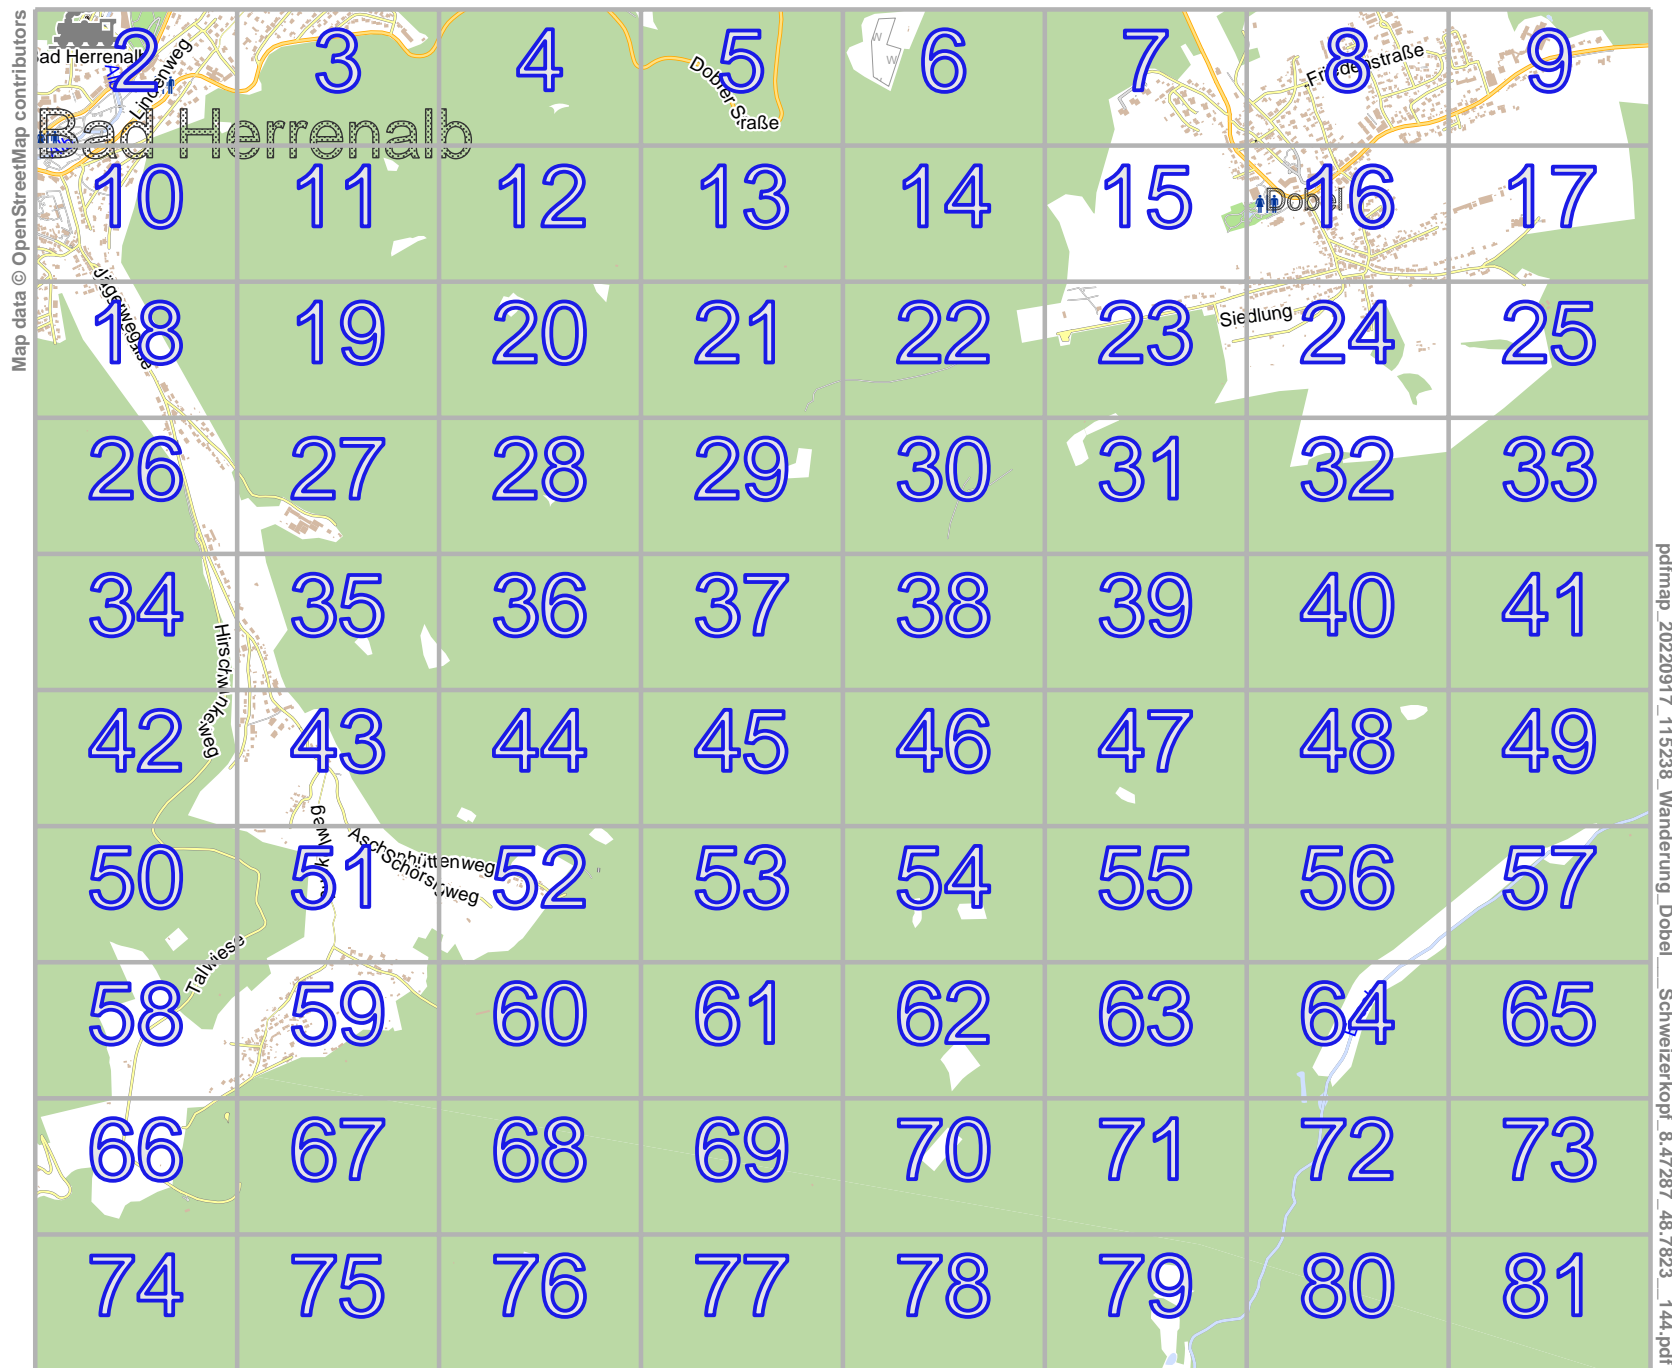 Map data © OpenStreetMap contributors
2 3 4 5 6 7 8 9
ad Herrenalb
Lindenweg
Dobler Straße
Friedenstraße
Bad Herrenalb
10 11 12 13 14 15 16 17
Dobel
18 19 20 21 22 23 24 25
Siedlung
26 27 28 29 30 31 32 33
34 35 36 37 38 39 40 41
Hirschwinkelweg
42 43 44 45 46 47 48 49
50 51 52 53 54 55 56 57
Aschenhüttenweg
Talwiese
58 59 60 61 62 63 64 65
66 67 68 69 70 71 72 73
74 75 76 77 78 79 80 81
pdfmap_20220917_115238_Wanderung_Dobel___Schweizerkopf_8.47287_48.7823__144.pdf